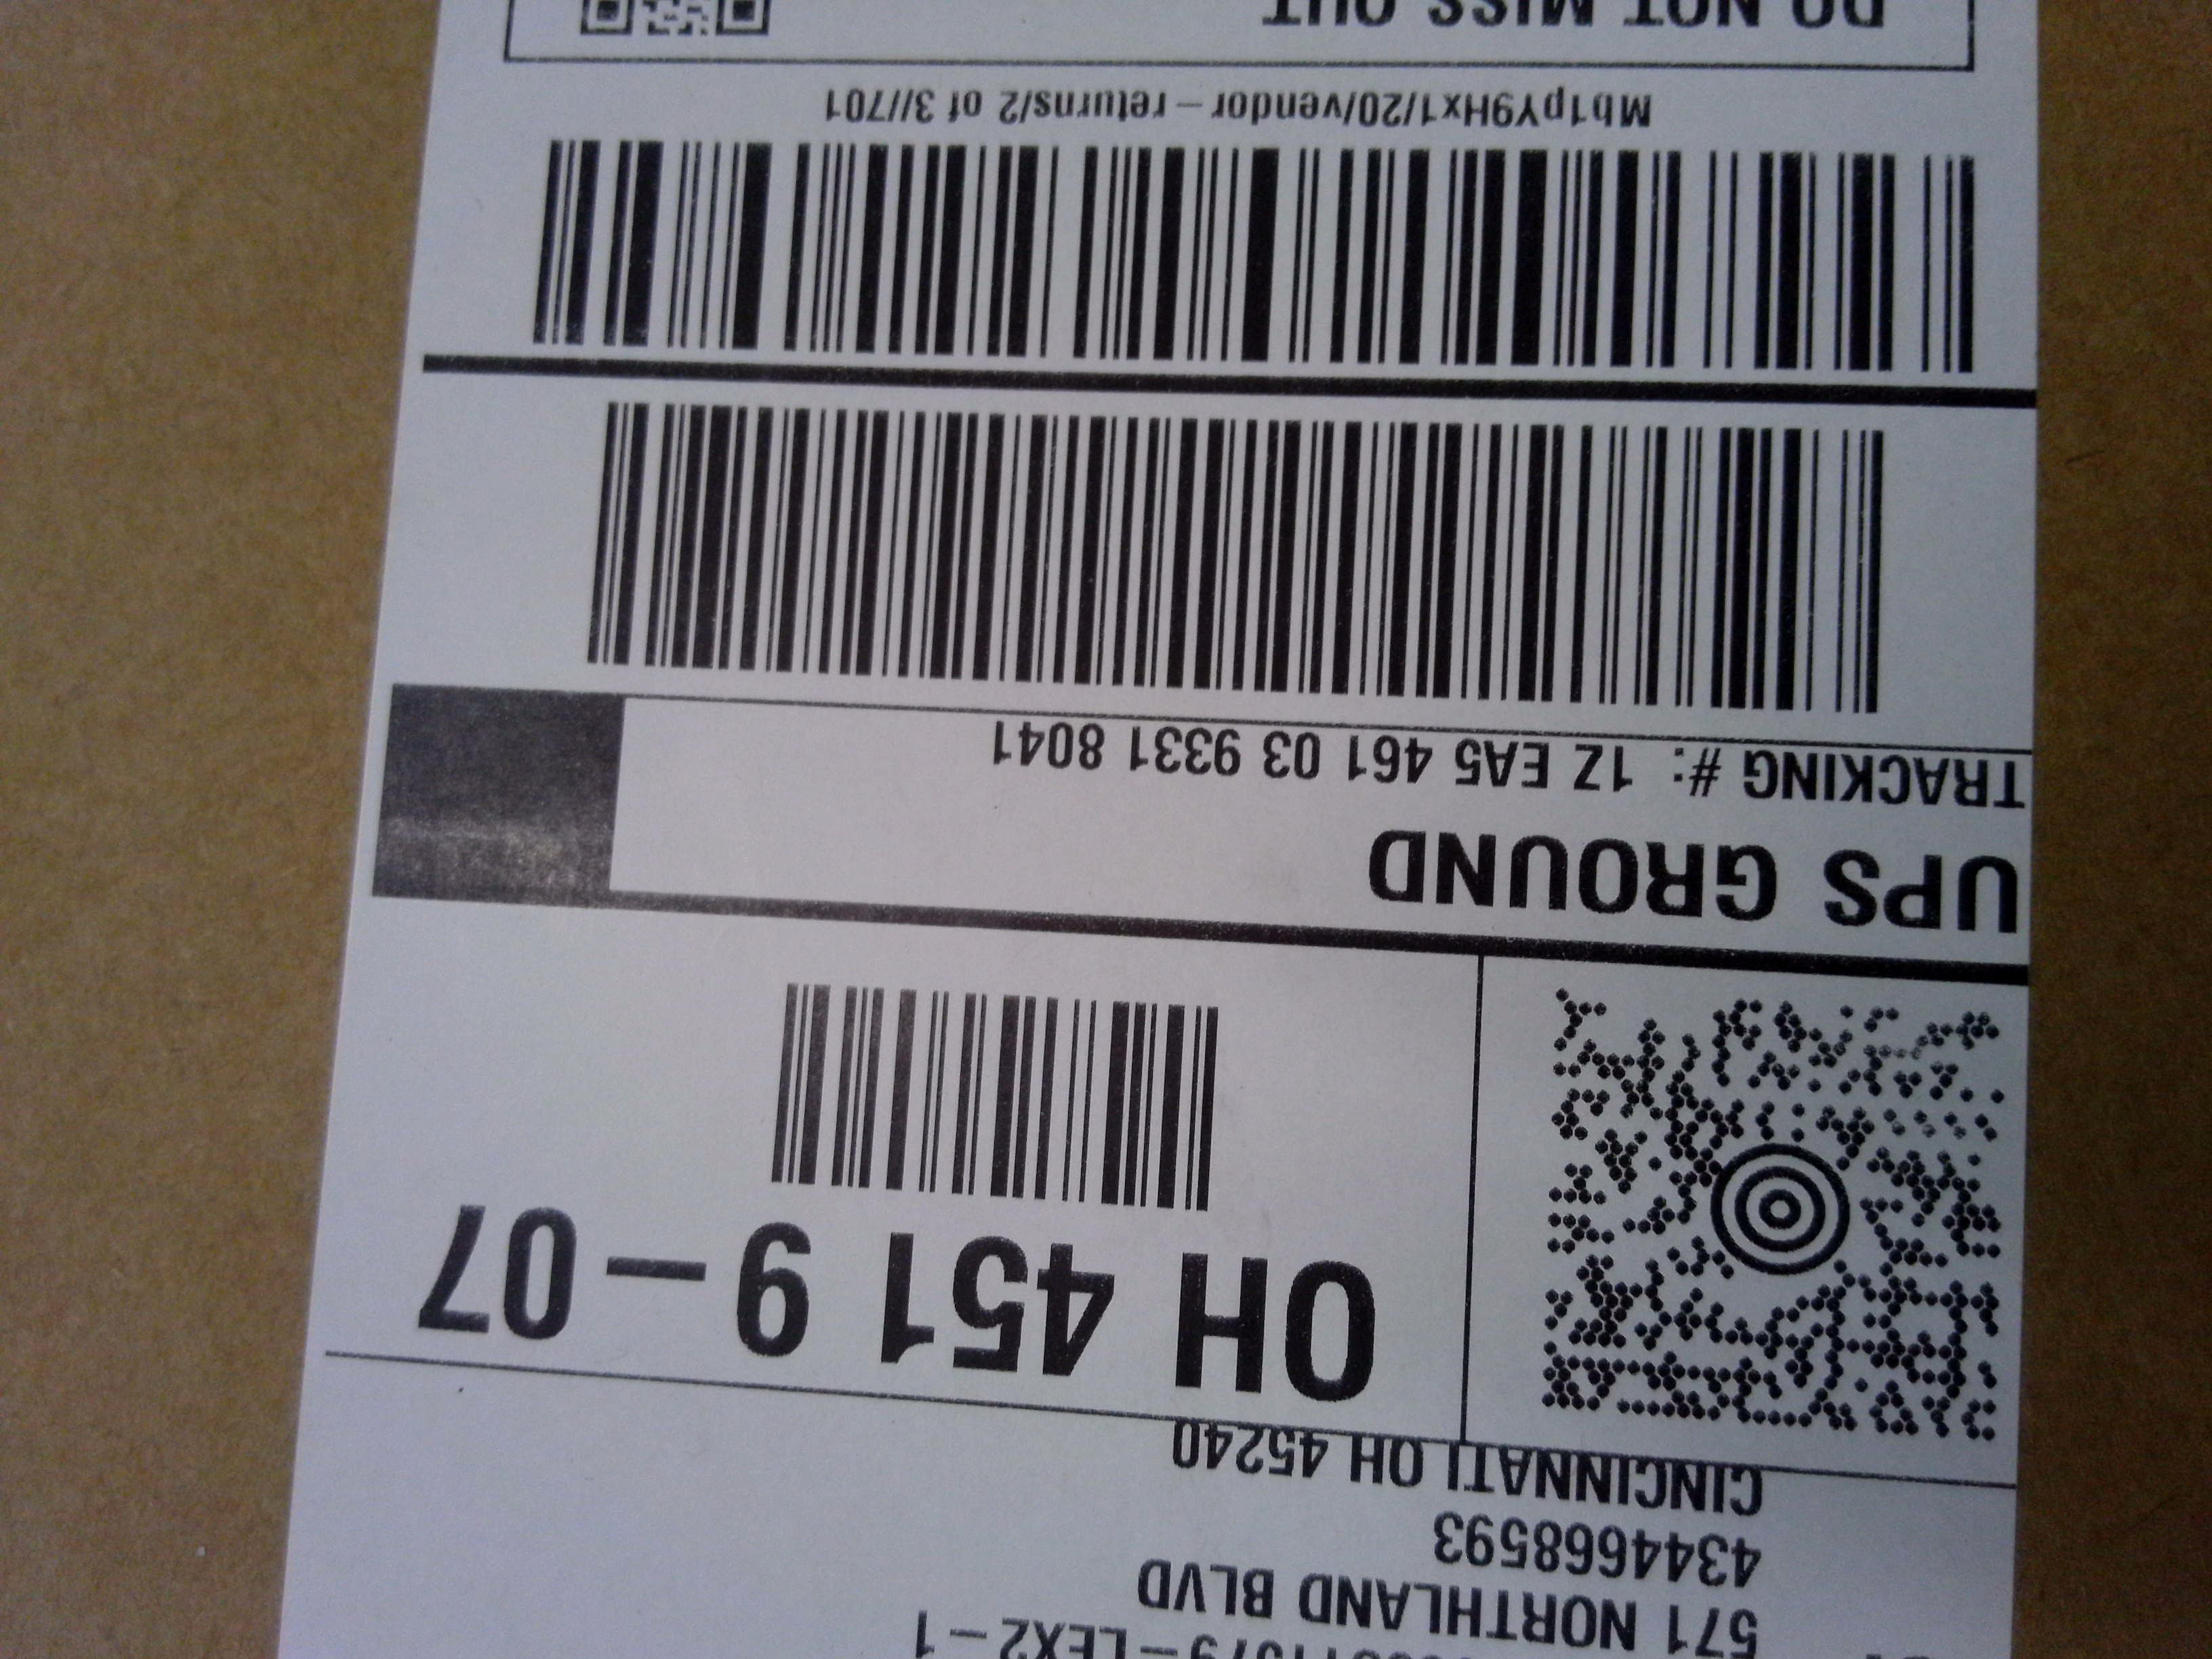 571 NORTHLAND BLVD
4344668593
CINCINNATI OH 45240
OH 451 9-07
UPS GROUND
TRACKING #: 1Z EA5 461 03 9331 8041
Mb1pY9Hx1/20/vendor-returns/2 of 3//701
DO NOT MISS OUT